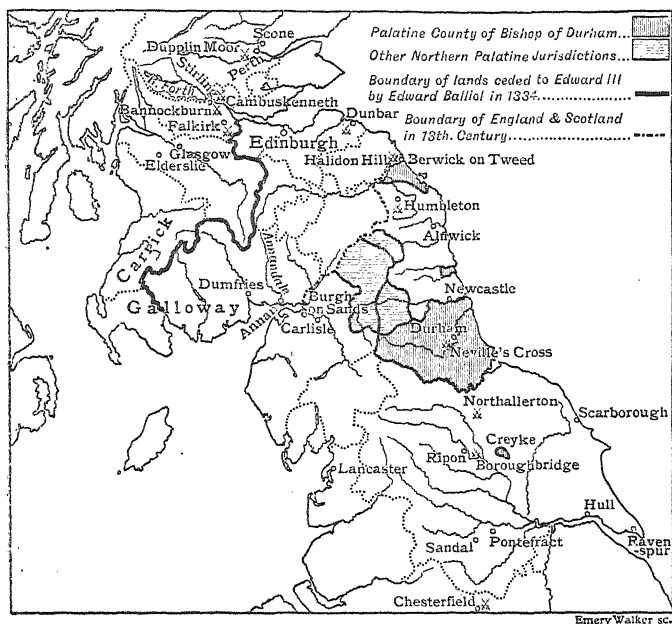 Palatine County of Bishop of Durham...
Other Northern Palatine Jurisdictions.....
Boundary of lands ceded to Edward III
by Edward Balliol in 1334...................
Boundary of England & Scotland
in 13th. Century.....................
Scone
Dupplin Moor
Perth
Stirling
Forth
Cambuskenneth
Bannockburn
Falkirk
Dunbar
Edinburgh
Glasgow
Elderslie
Halidon Hill
Berwick on Tweed
Humbleton
Alnwick
Carrick
Annandale
Dumfries
Galloway
Annan
Burgh
on Sands
Carlisle
Newcastle
Durham
Neville's Cross
Northallerton
Scarborough
Creyke
Ripon
Boroughbridge
Lancaster
Hull
Sandal
Pontefract
Raven
-spur
Chesterfield
Emery Walker sc.